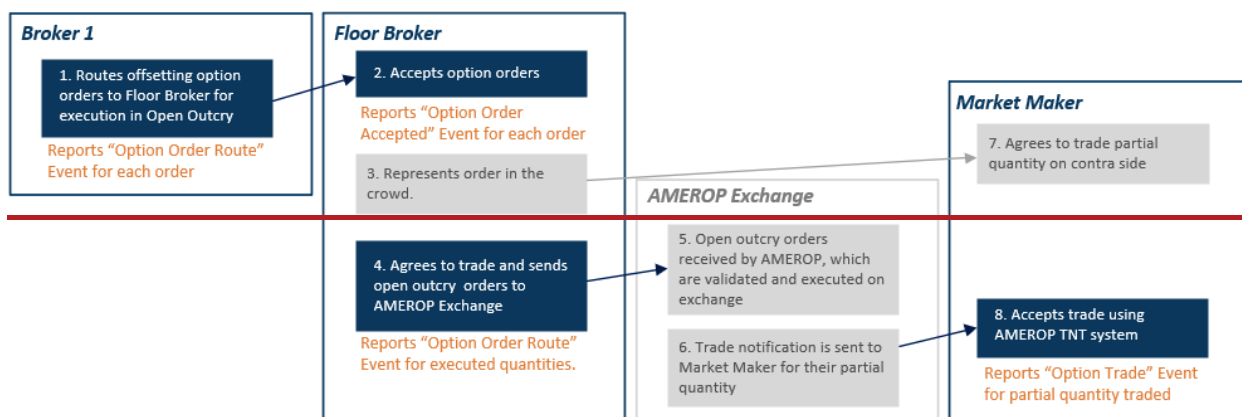 Broker 1
1. Routes offsetting option
orders to Floor Broker for
execution in Open Outcry
Reports “Option Order Route”
Event for each order
Floor Broker
2. Accepts option orders
Reports “Option Order
Accepted” Event for each order
3. Represents order in the
crowd.
4. Agrees to trade and sends
open outcry orders to
AMEROP Exchange
Reports “Option Order Route”
Event for executed quantities.
AMEROP Exchange
5. Open outcry orders
received by AMEROP, which
are validated and executed on
exchange
6. Trade notification is sent to
Market Maker for their partial
quantity
Market Maker
7. Agrees to trade partial
quantity on contra side
8. Accepts trade using
AMEROP TNT system
Reports “Option Trade” Event
for partial quantity traded